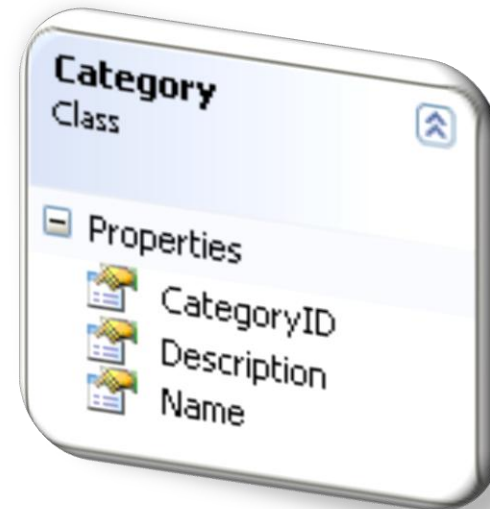 Category
Class
Properties
CategoryID
Description
Name